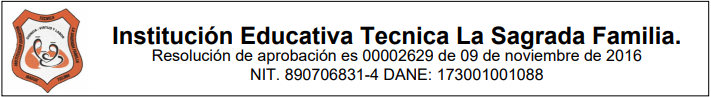 Institución Educativa Tecnica La Sagrada Familia.
Resolución de aprobación es 00002629 de 09 de noviembre de 2016
NIT. 890706831-4 DANE: 173001001088